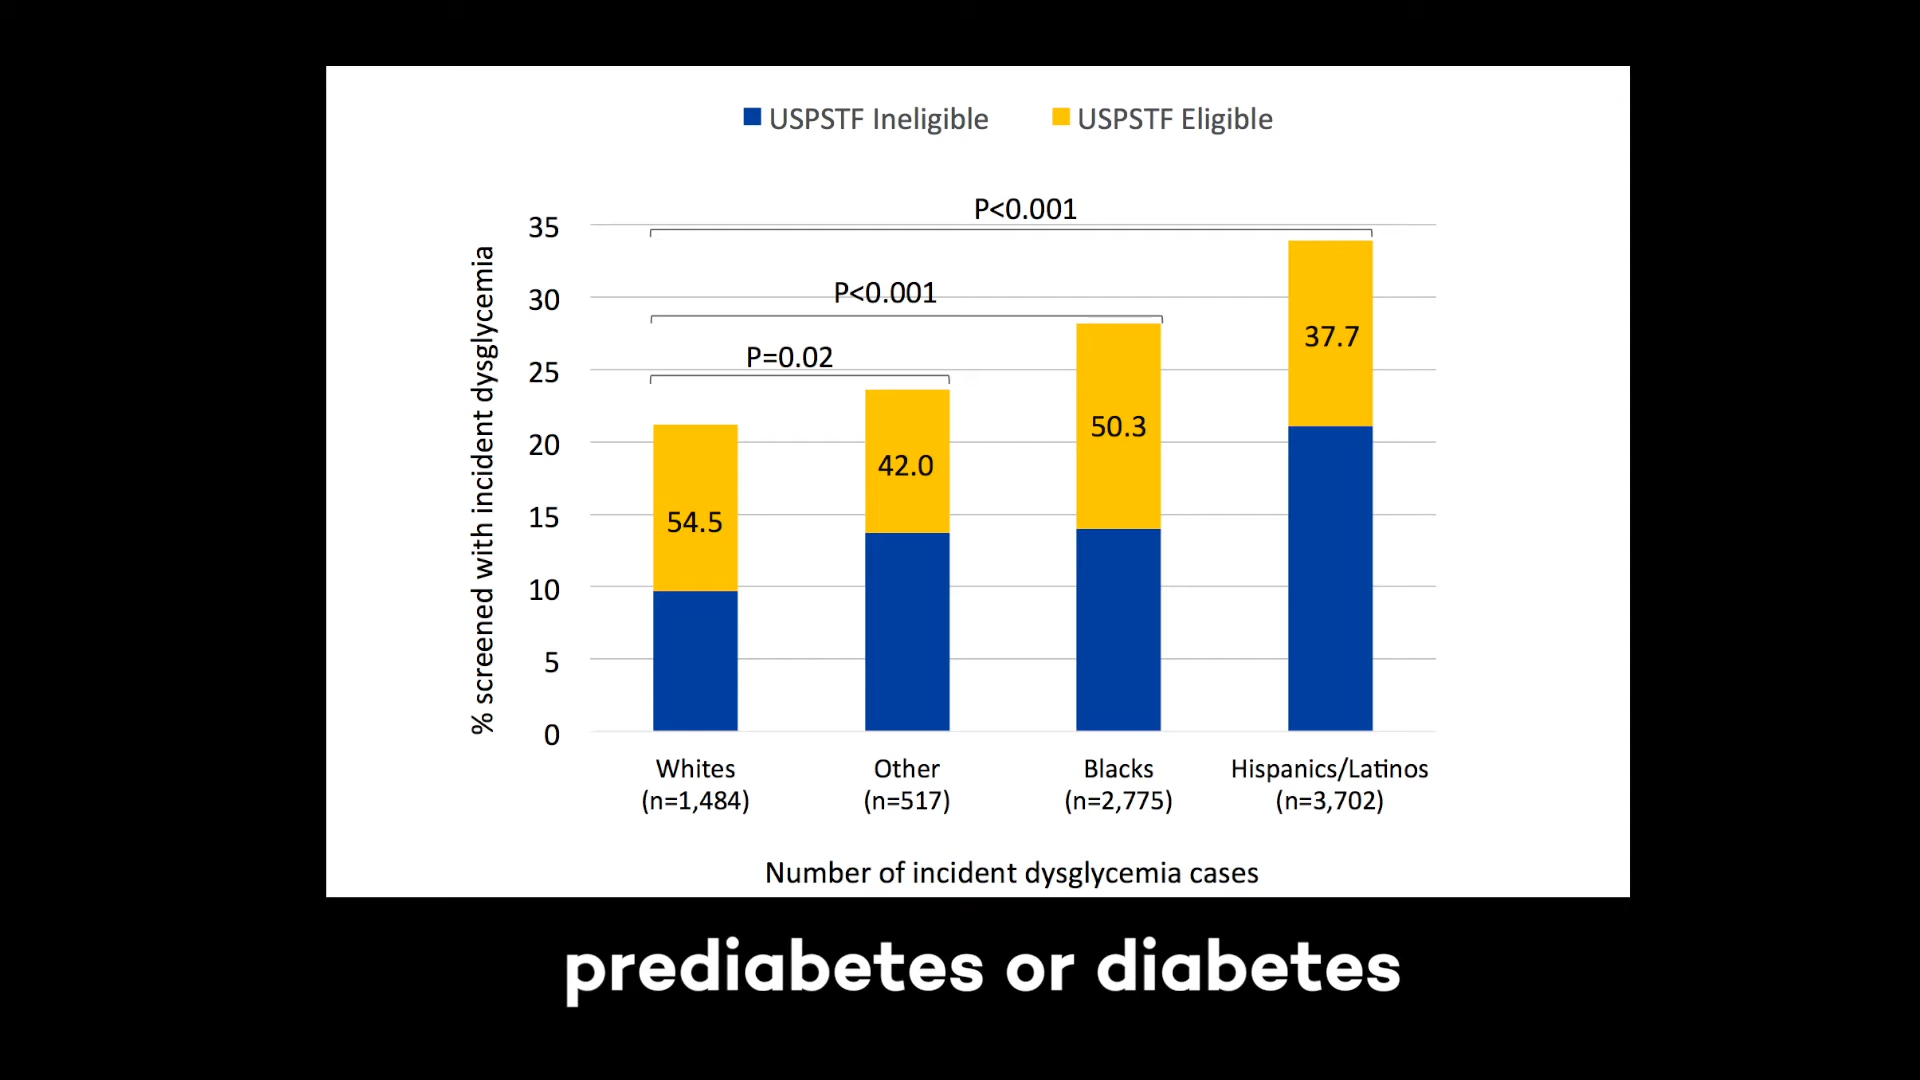 USPSTF Ineligible USPSTF Eligible
P<0.001
P<0.001
P=0.02
% screened with incident dysglycemia
35
30
25
20
15
10
5
0
54.5
42.0
50.3
37.7
Whites
(n=1,484)
Other
(n=517)
Blacks
(n=2,775)
Hispanics/Latinos
(n=3,702)
Number of incident dysglycemia cases
prediabetes or diabetes